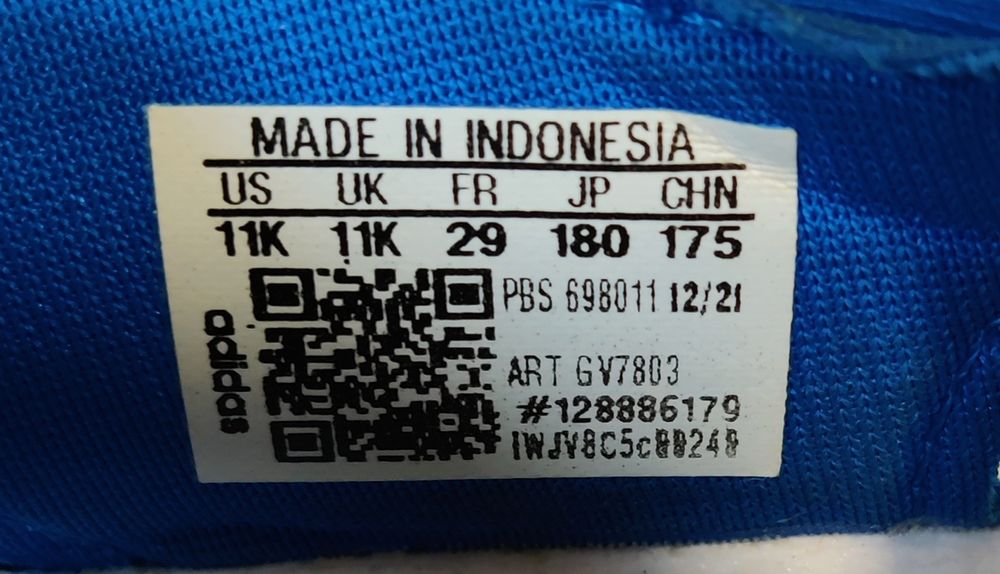 MADE IN INDONESIA
US UK FR JP CHN
11K 11K 29 180 175
PBS 698011 12/21
adidas
ART GV7803
#128886179